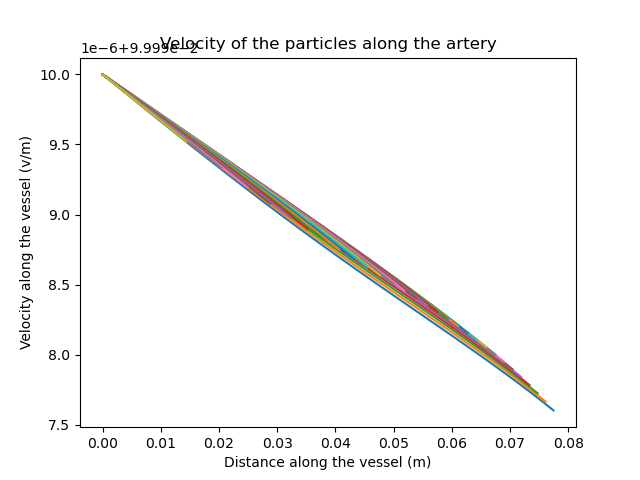 Velocity of the particles along the artery
1e−6+9.999e−2
10.0
9.5
9.0
8.5
8.0
7.5
Velocity along the vessel (v/m)
0.00 0.01 0.02 0.03 0.04 0.05 0.06 0.07 0.08
Distance along the vessel (m)